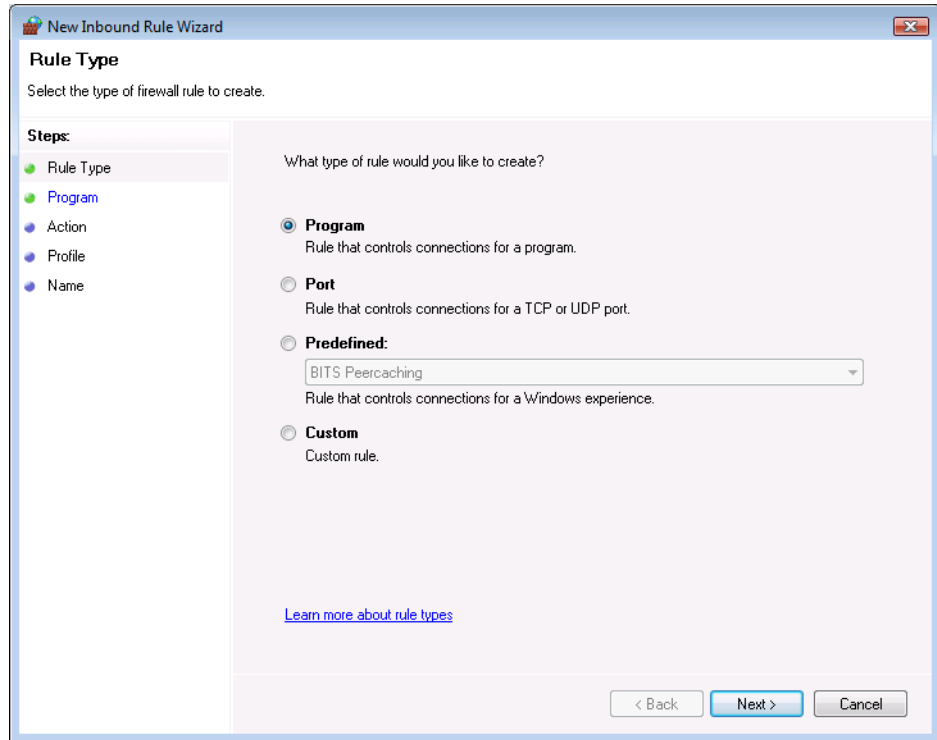 New Inbound Rule Wizard
Rule Type
Select the type of firewall rule to create.
Steps:
Rule Type
Program
Action
Profile
Name
What type of rule would you like to create?
Program
Rule that controls connections for a program.
Port
Rule that controls connections for a TCP or UDP port.
Predefined:
BITS Peercaching
Rule that controls connections for a Windows experience.
Custom
Custom rule.
Learn more about rule types
< Back Next > Cancel